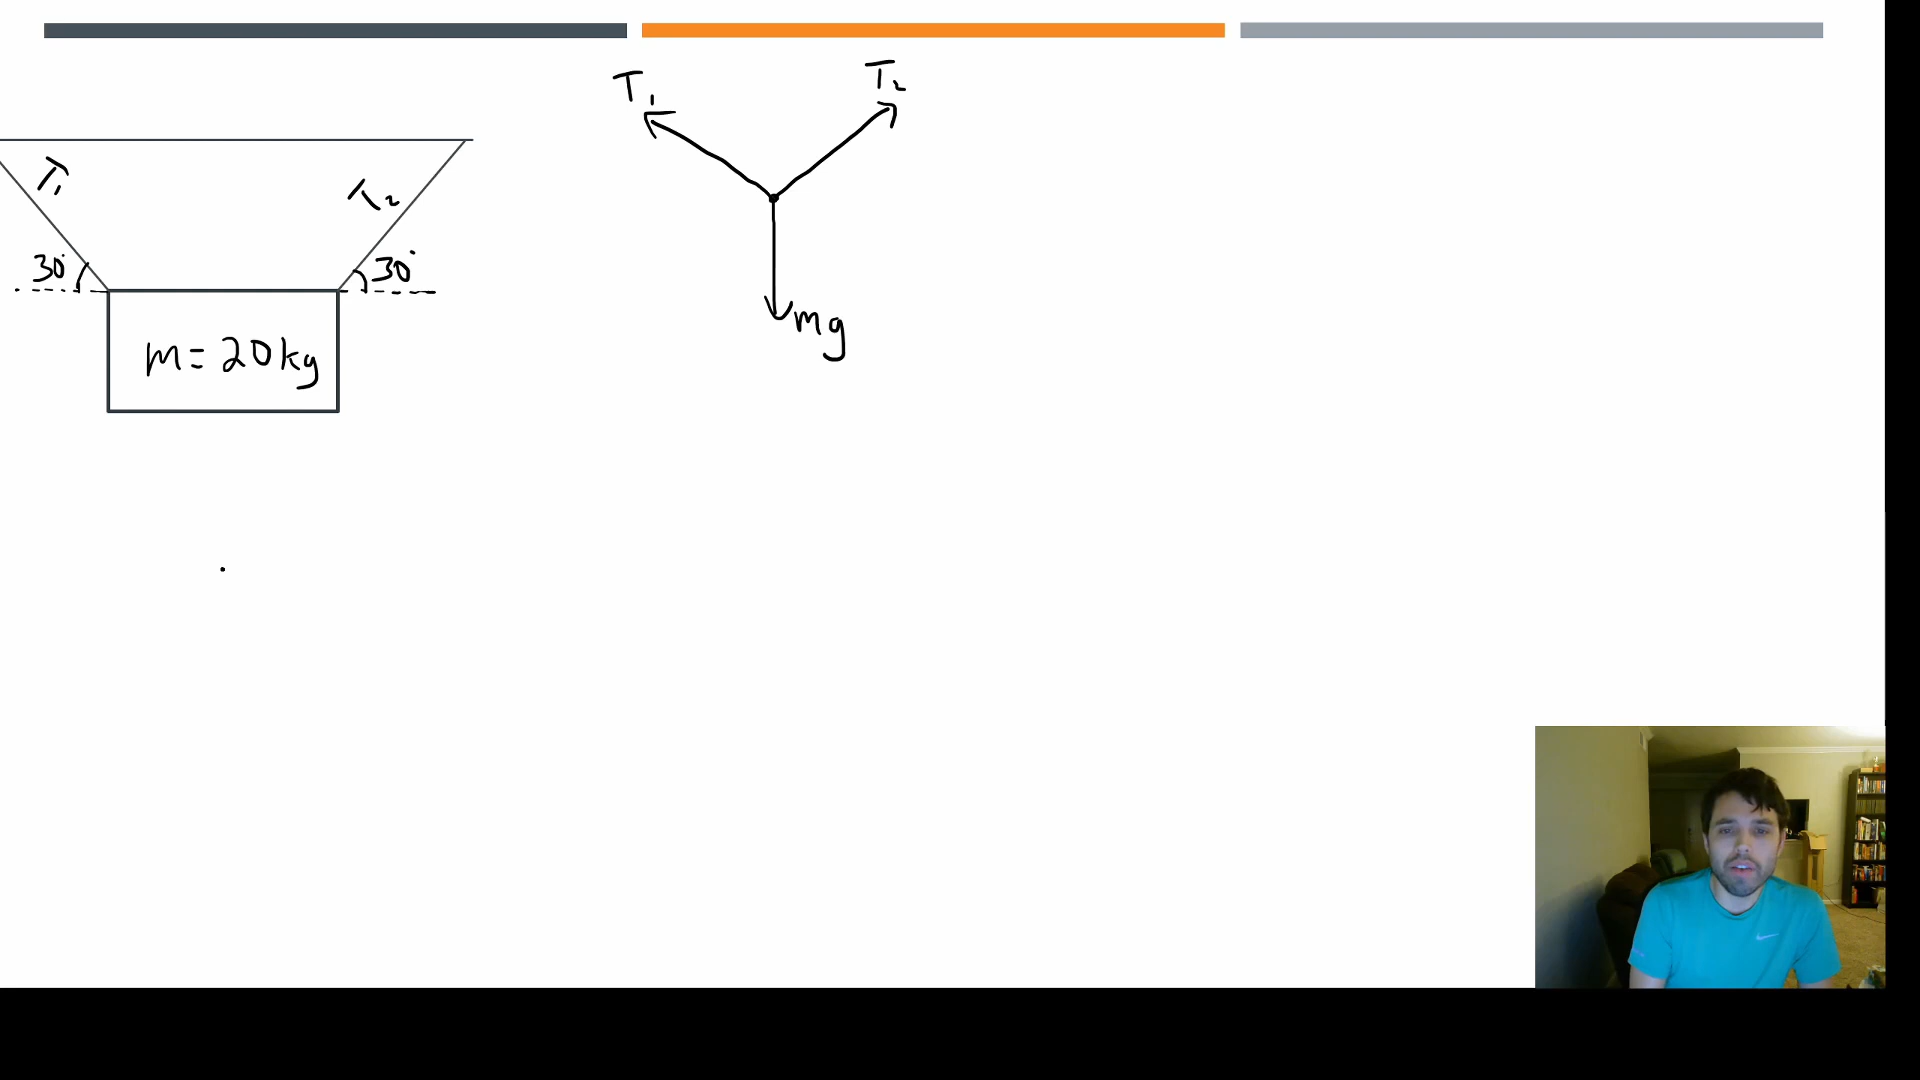 T₁
T₂
T₁
T₂
30°
30°
m = 20kg
mg